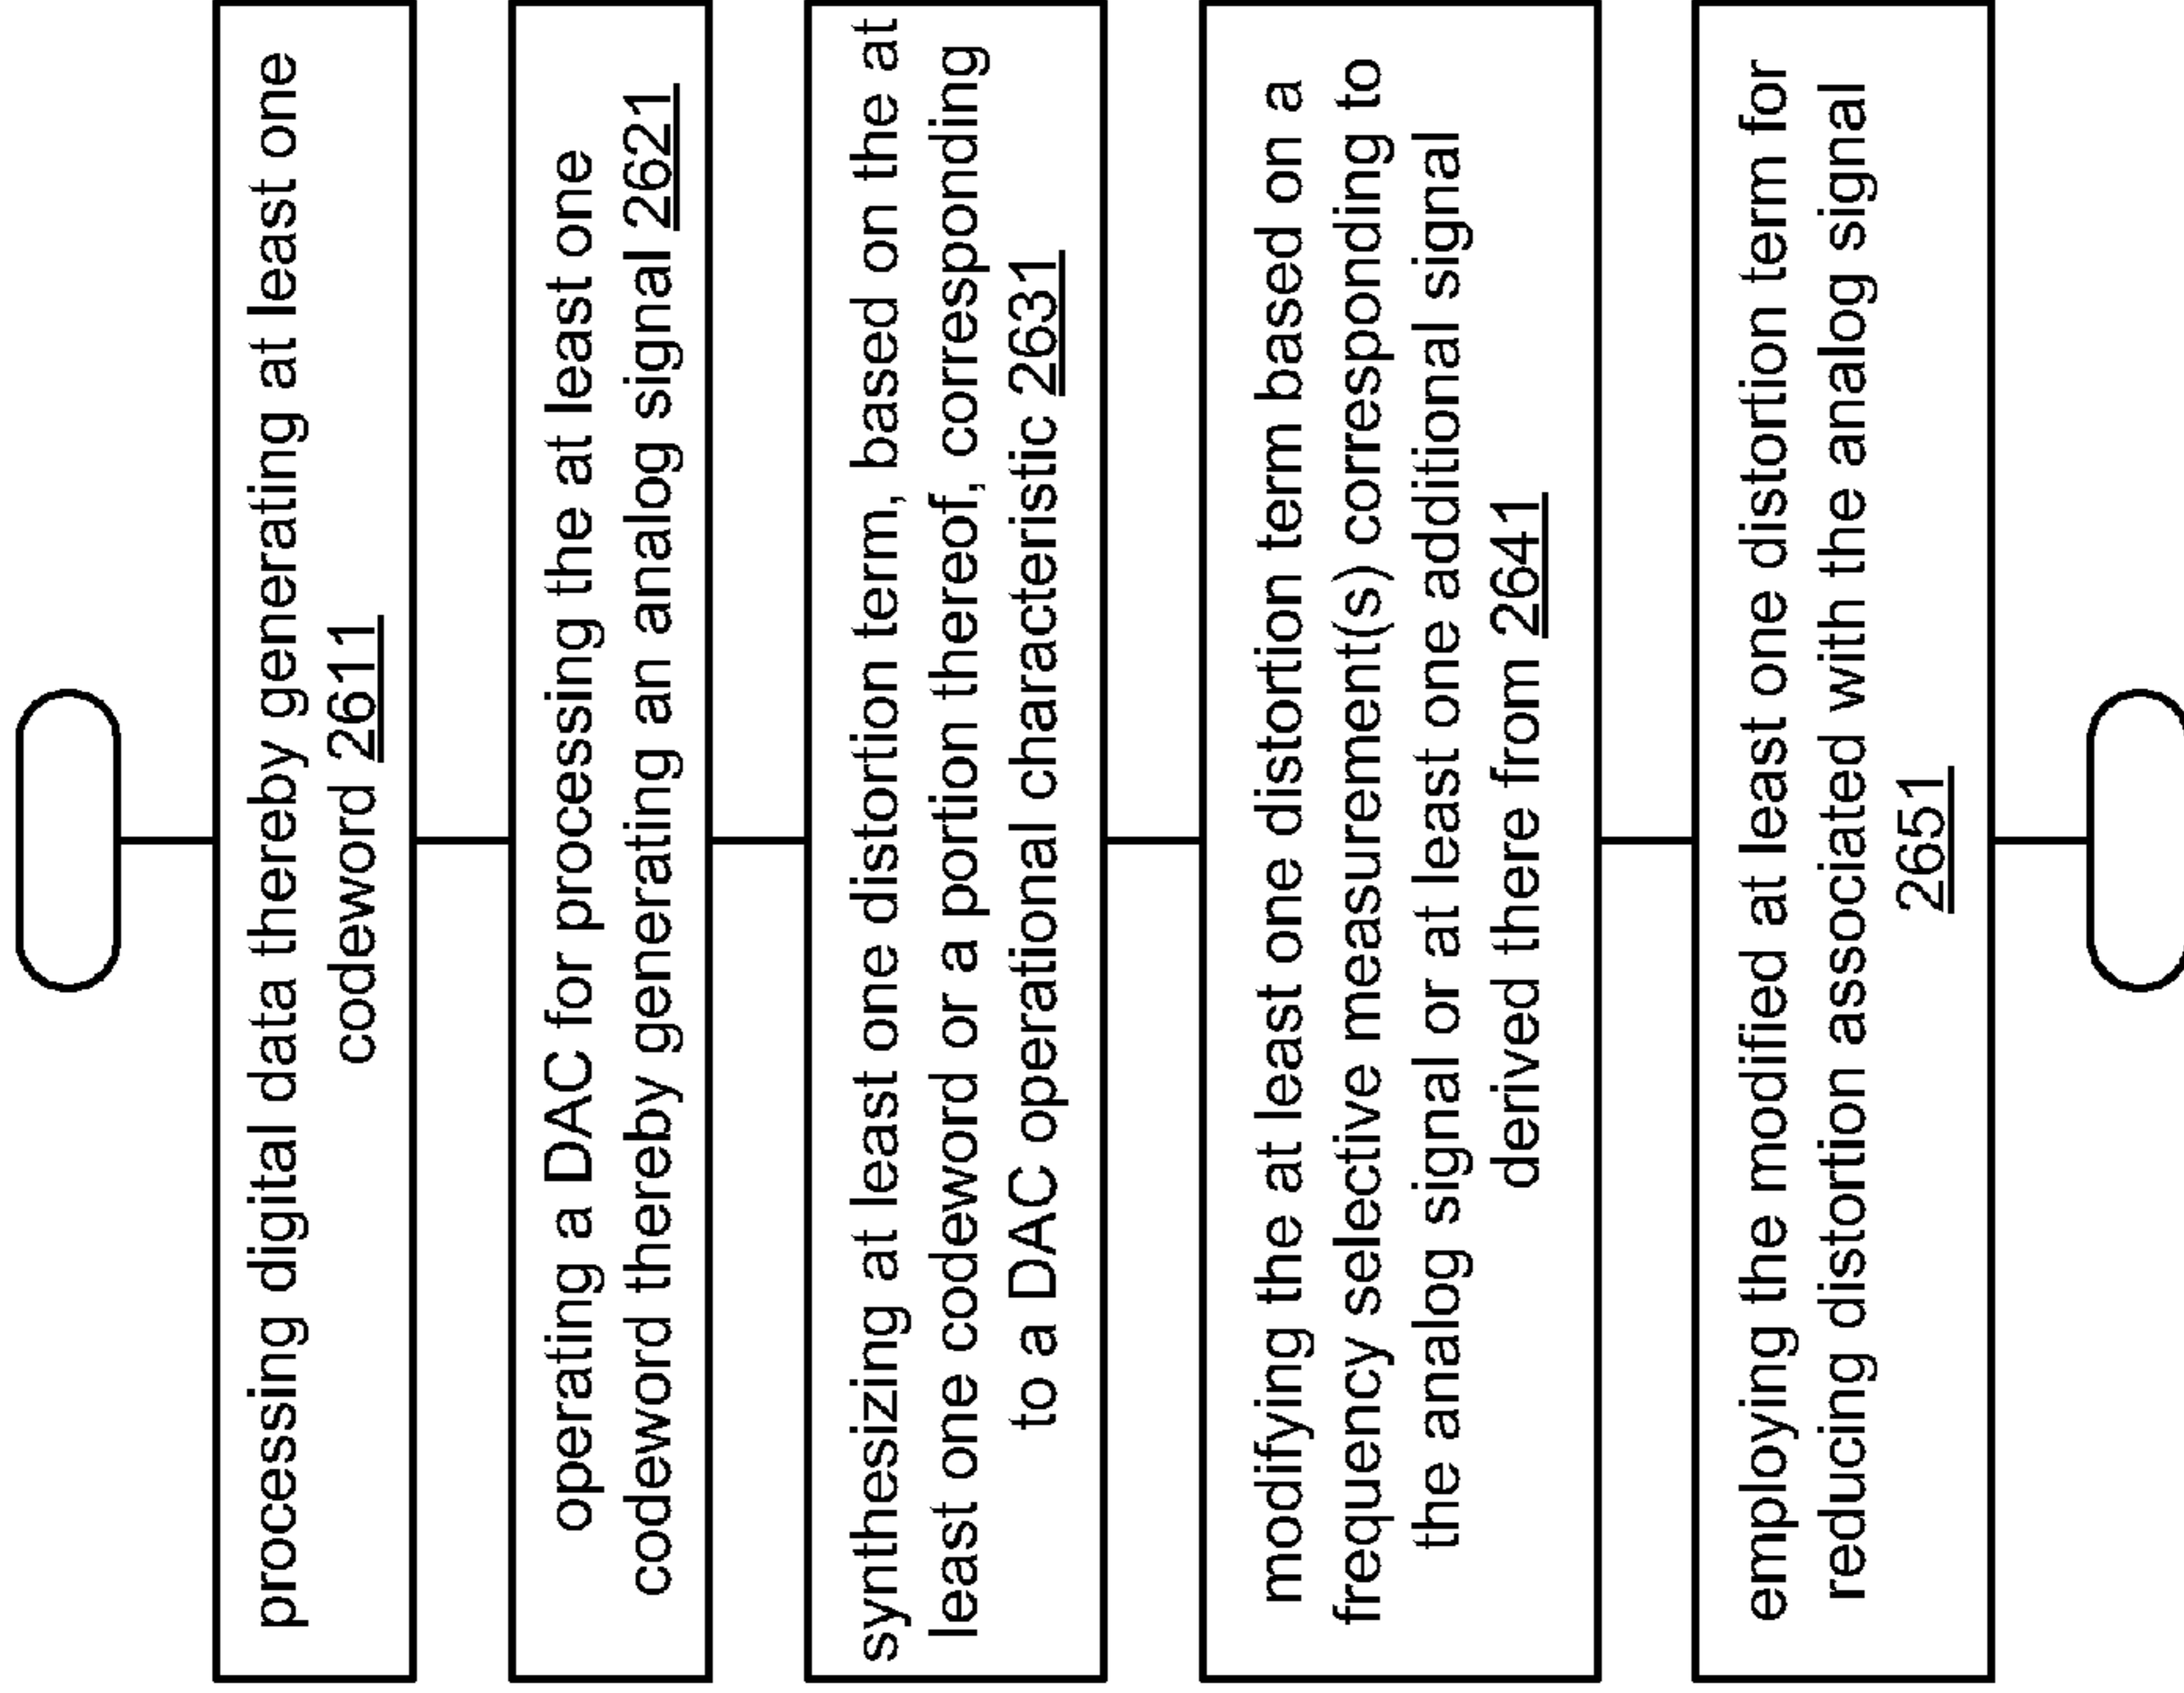 processing digital data thereby generating at least one
codeword 2611
operating a DAC for processing the at least one
codeword thereby generating an analog signal 2621
synthesizing at least one distortion term, based on the at
least one codeword or a portion thereof, corresponding
to a DAC operational characteristic 2631
modifying the at least one distortion term based on a
frequency selective measurement(s) corresponding to
the analog signal or at least one additional signal
derived there from 2641
employing the modified at least one distortion term for
reducing distortion associated with the analog signal
2651